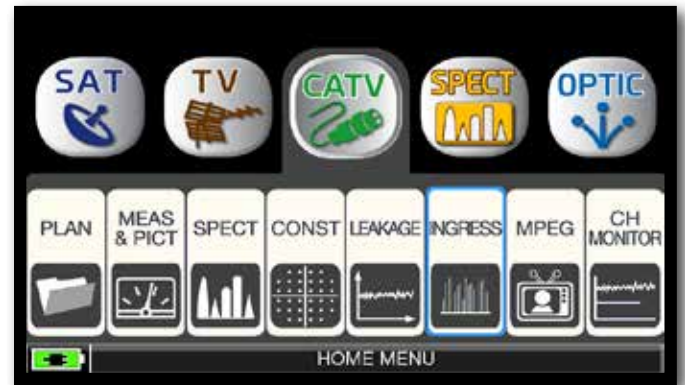 SAT TV CATV SPECT OPTIC
PLAN
MEAS
& PICT
SPECT
CONST
LEAKAGE
INGRESS
MPEG
CH
MONITOR
HOME MENU